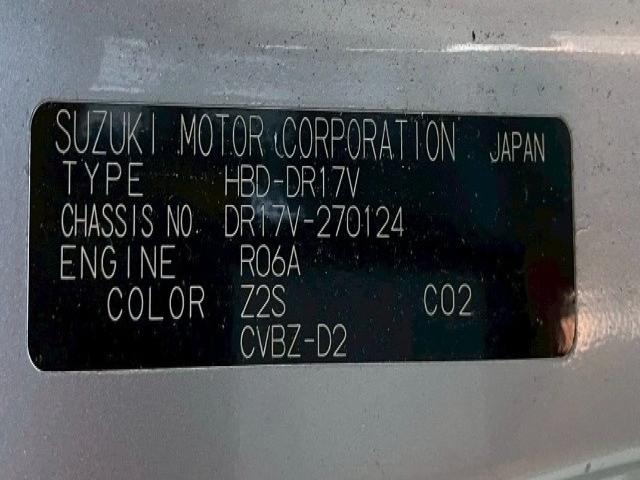 SUZUKI MOTOR CORPORATION JAPAN
TYPE HBD-DR17V
CHASSIS NO. DR17V-270124
ENGINE R06A
COLOR Z2S C02
CVBZ-D2